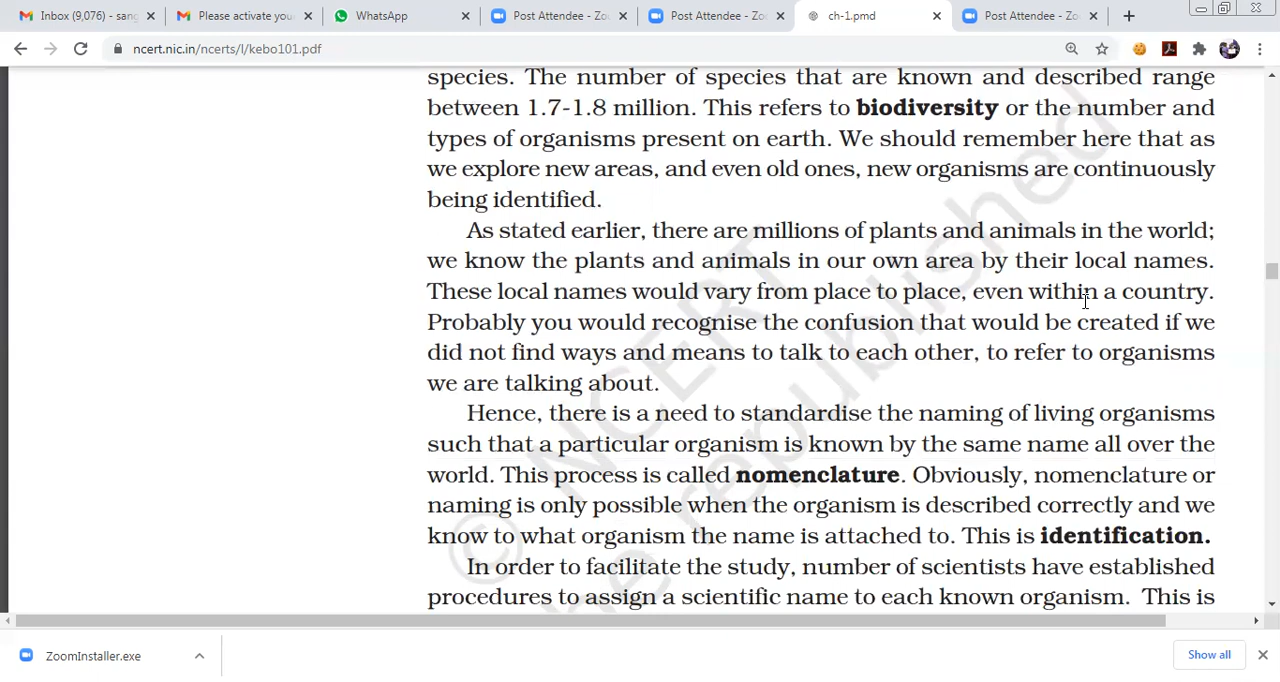 Inbox (9,076) - sang
Please activate you
WhatsApp
Post Attendee - Zo
Post Attendee - Zo
ch-1.pmd
Post Attendee - Zo
ncert.nic.in/ncerts/l/kebo101.pdf
species. The number of species that are known and described range
between 1.7-1.8 million. This refers to biodiversity or the number and
types of organisms present on earth. We should remember here that as
we explore new areas, and even old ones, new organisms are continuously
being identified.
As stated earlier, there are millions of plants and animals in the world;
we know the plants and animals in our own area by their local names.
These local names would vary from place to place, even within a country.
Probably you would recognise the confusion that would be created if we
did not find ways and means to talk to each other, to refer to organisms
we are talking about.
Hence, there is a need to standardise the naming of living organisms
such that a particular organism is known by the same name all over the
world. This process is called nomenclature. Obviously, nomenclature or
naming is only possible when the organism is described correctly and we
know to what organism the name is attached to. This is identification.
In order to facilitate the study, number of scientists have established
procedures to assign a scientific name to each known organism. This is
© NCERT
be republished
ZoomInstaller.exe
Show all